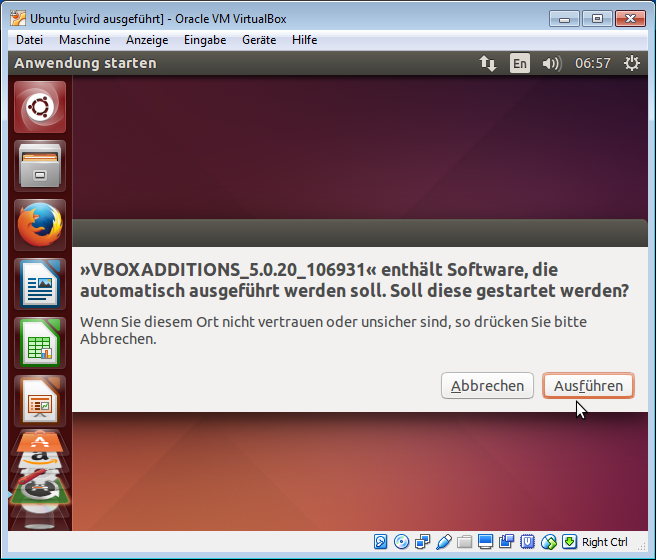 Ubuntu [wird ausgeführt] - Oracle VM VirtualBox
Datei Maschine Anzeige Eingabe Geräte Hilfe
Anwendung starten En 06:57
»VBOXADDITIONS_5.0.20_106931« enthält Software, die
automatisch ausgeführt werden soll. Soll diese gestartet werden?
Wenn Sie diesem Ort nicht vertrauen oder unsicher sind, so drücken Sie bitte
Abbrechen.
Abbrechen Ausführen
a
Right Ctrl